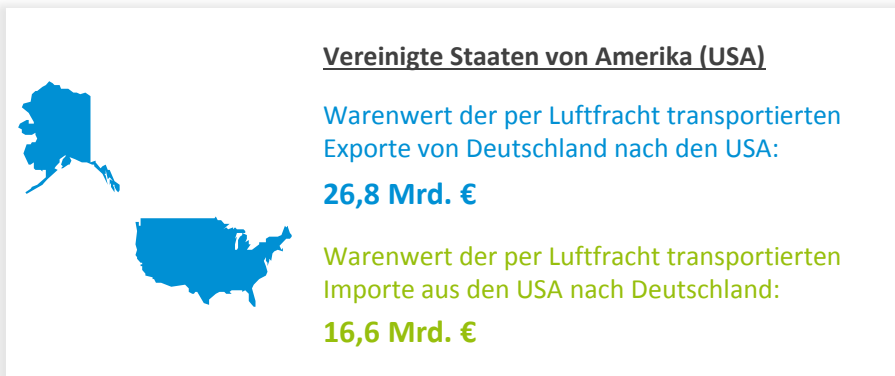 Vereinigte Staaten von Amerika (USA)
Warenwert der per Luftfracht transportierten
Exporte von Deutschland nach den USA:
26,8 Mrd. €
Warenwert der per Luftfracht transportierten
Importe aus den USA nach Deutschland:
16,6 Mrd. €